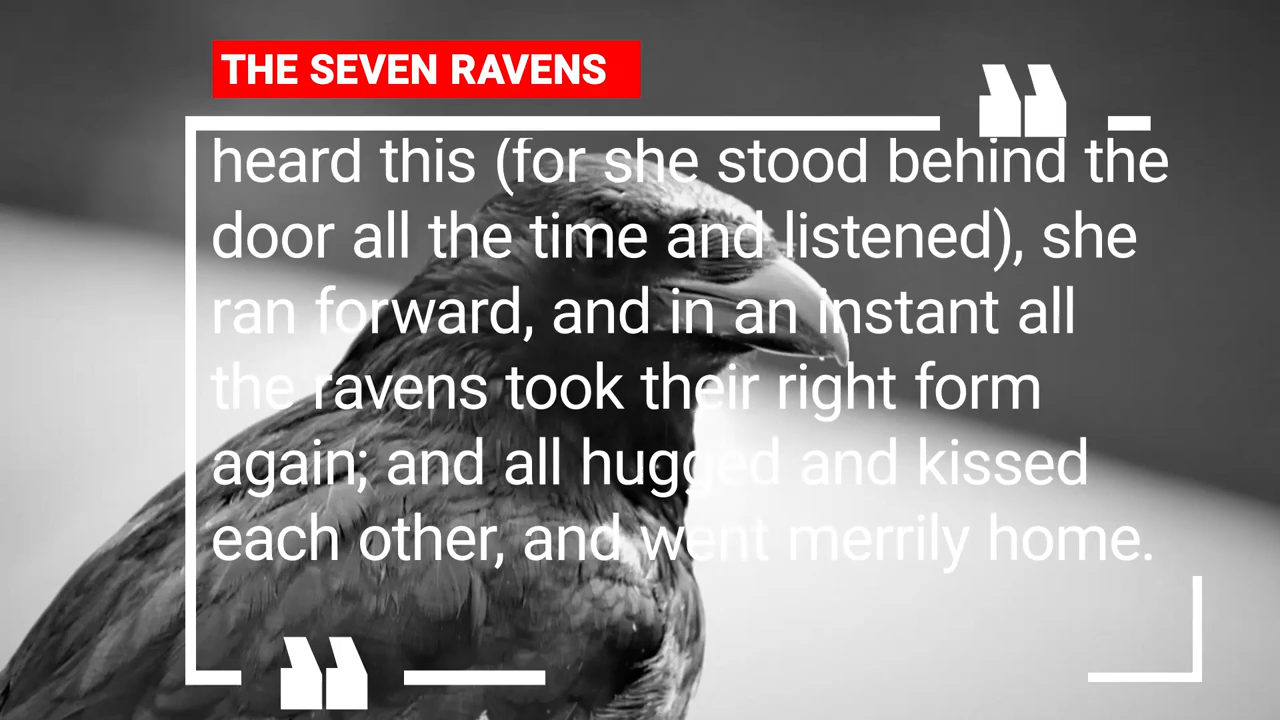 THE SEVEN RAVENS
heard this (for she stood behind the
door all the time and listened), she
ran forward, and in an instant all
the ravens took their right form
again; and all hugged and kissed
each other, and went merrily home.